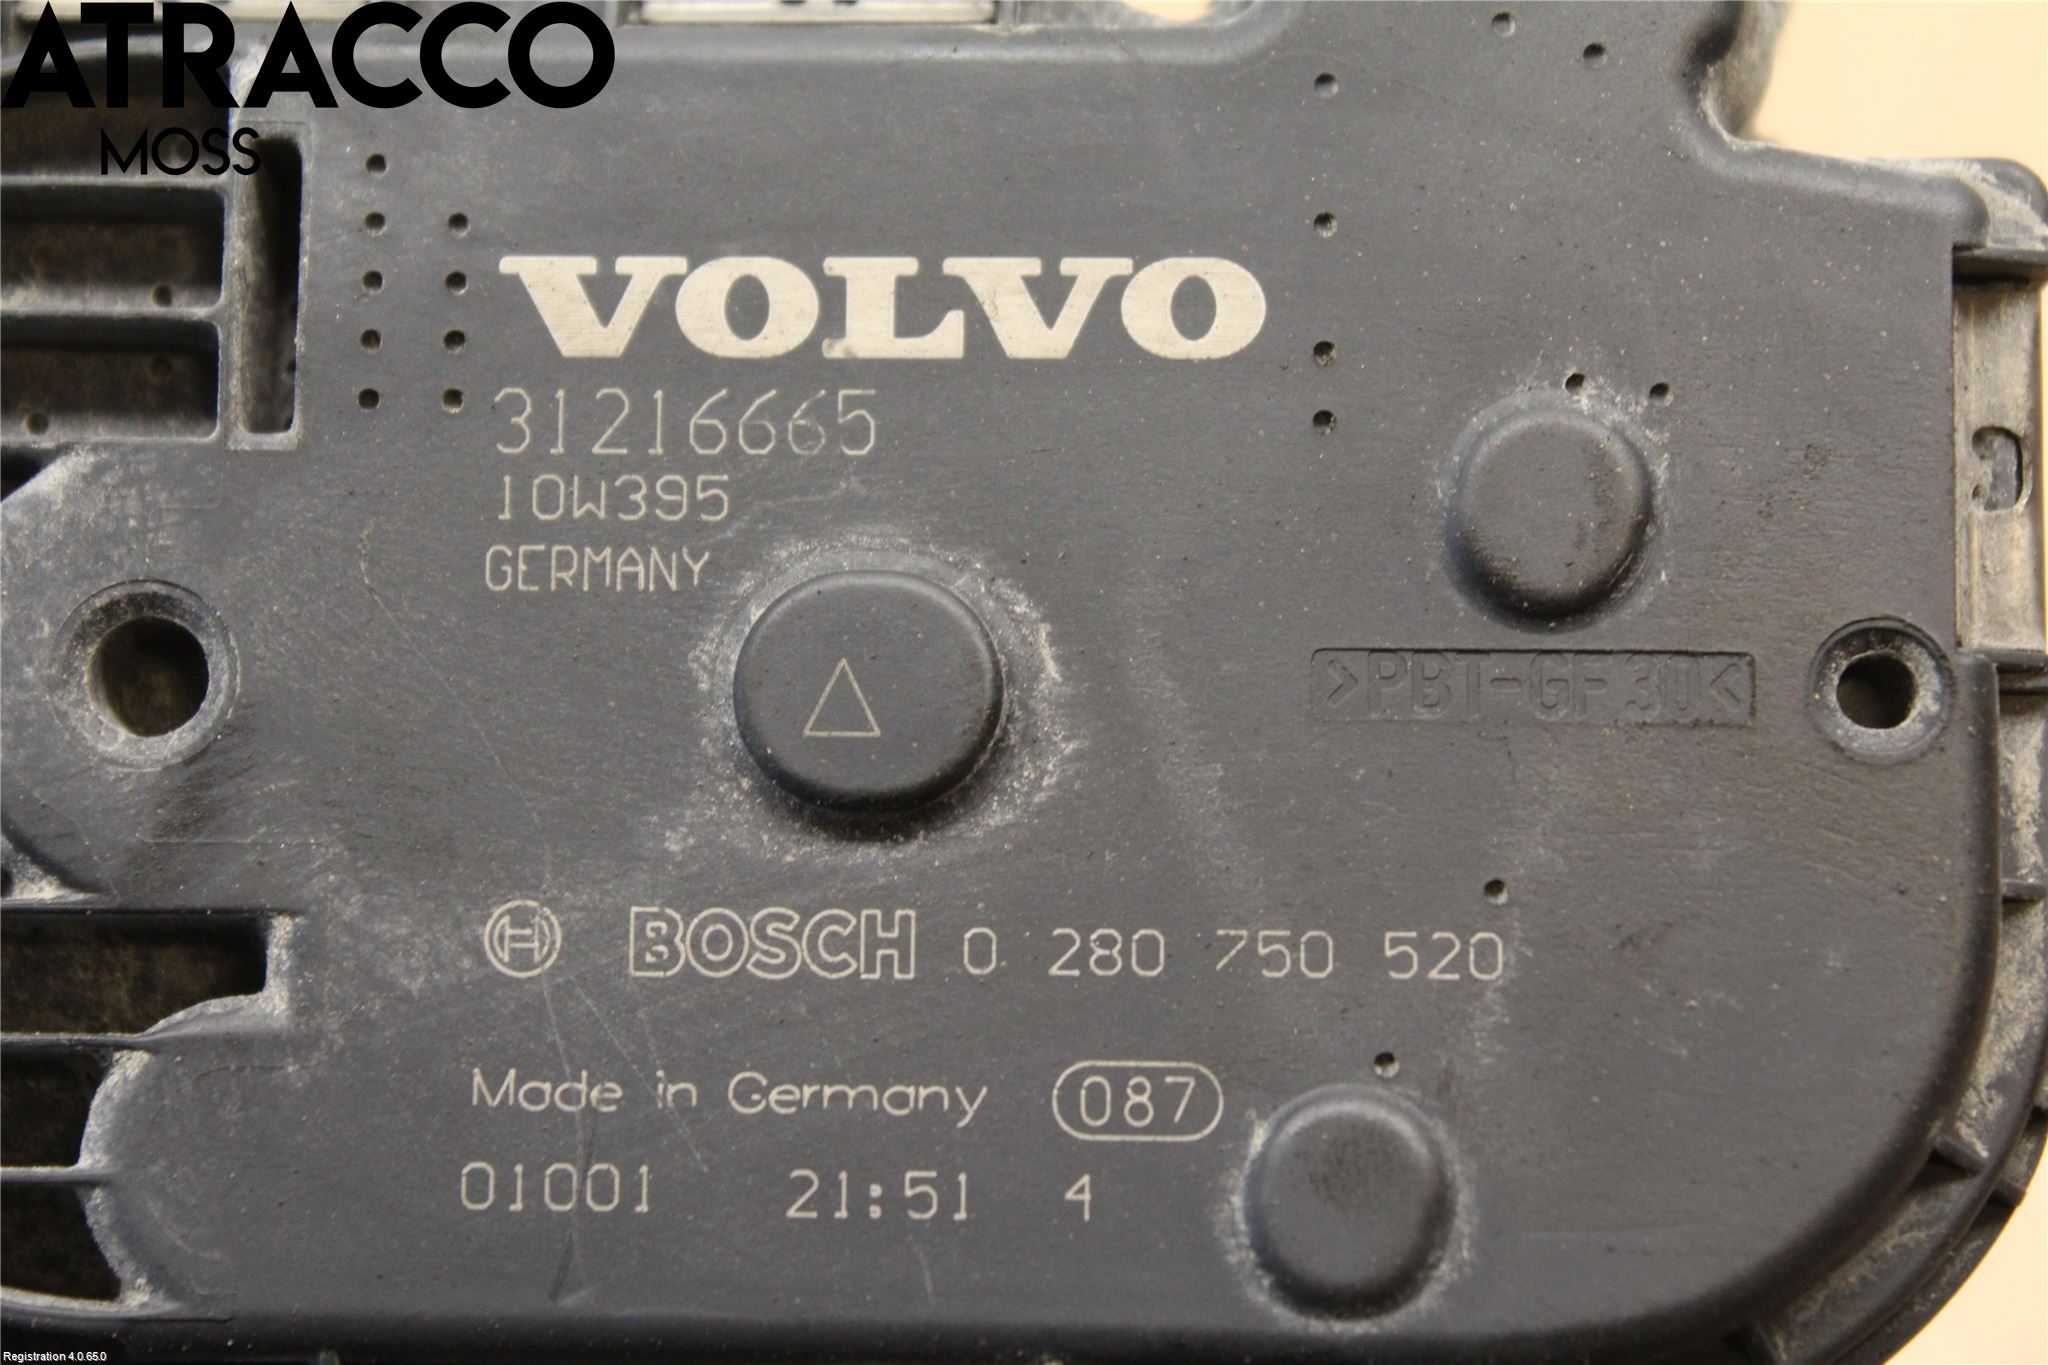 ATRACCO
MOSS
VOLVO
31216665
10W395
GERMANY
>PBT-GF30<
BOSCH 0 280 750 520
Made in Germany 087
01001 21:51 4
Registration 4.0.65.0